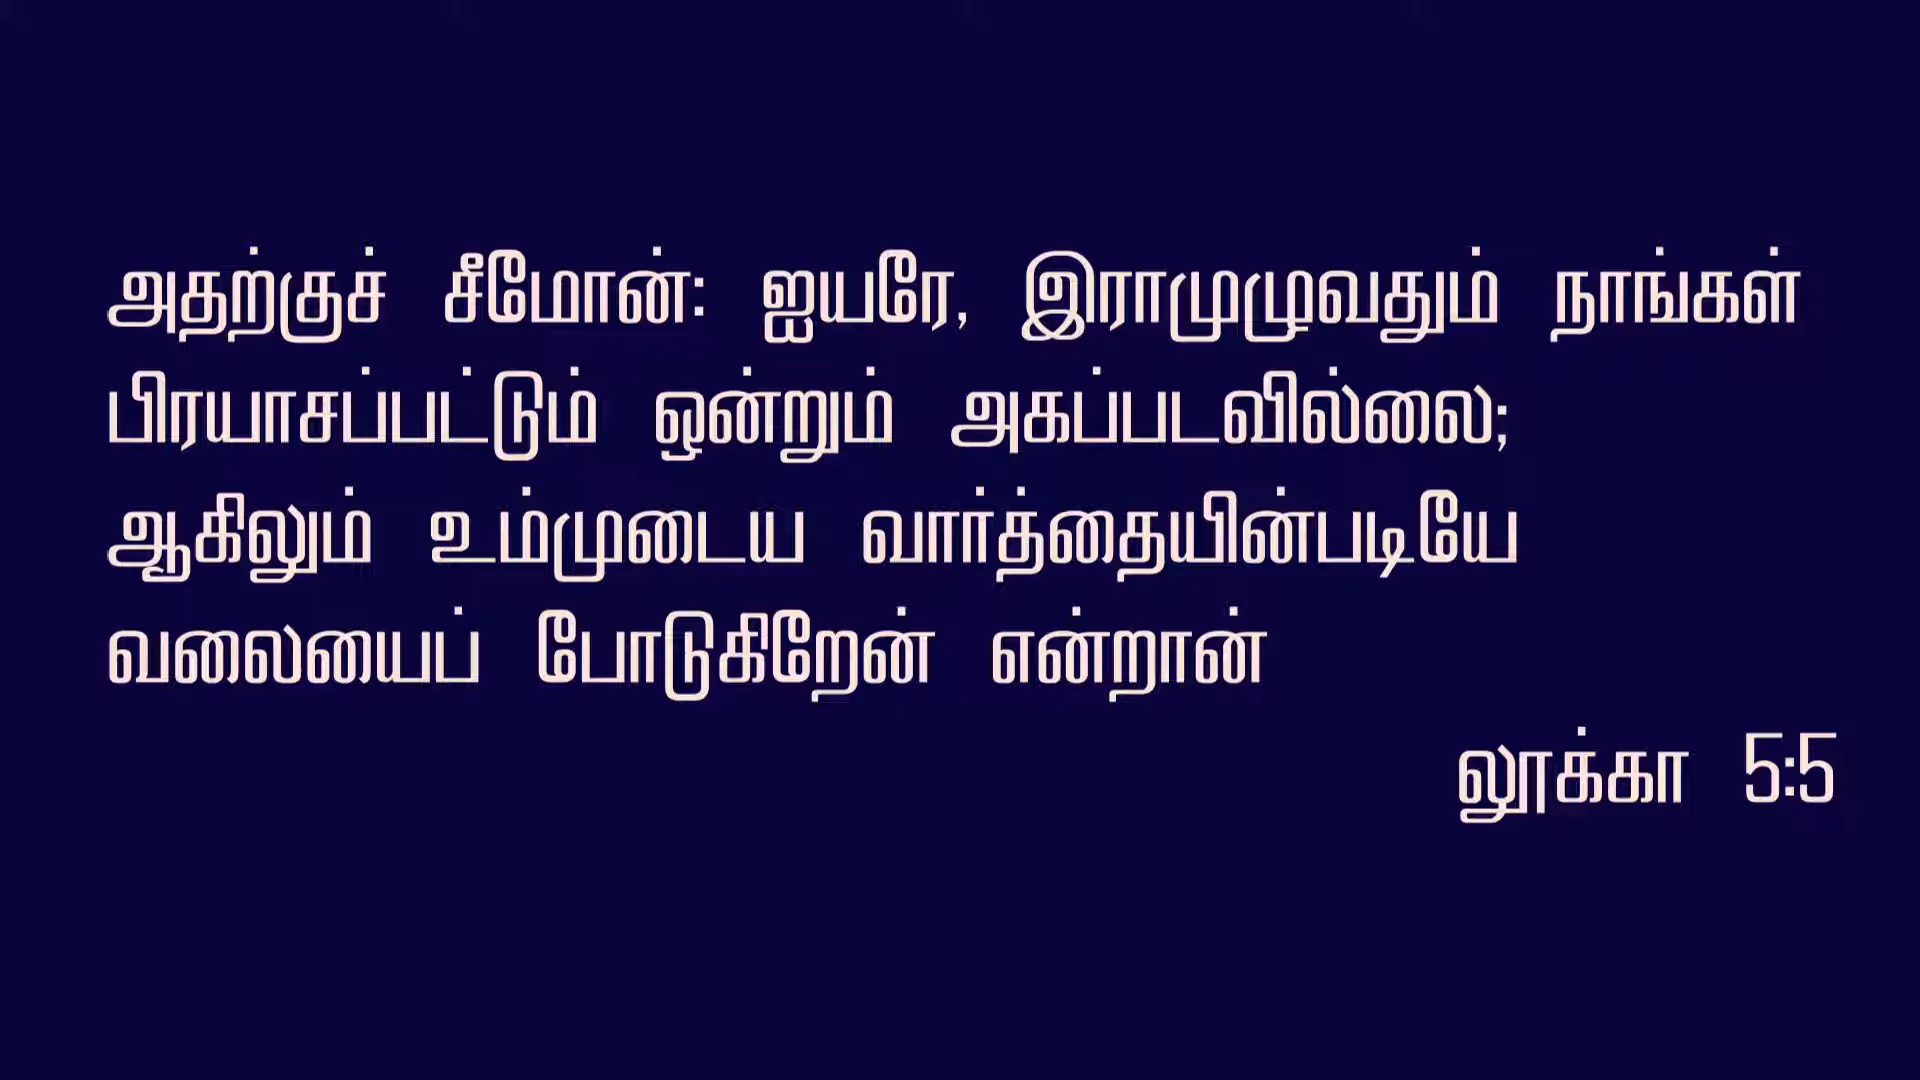 அதற்குச் சீமோன்: ஐயரே, இராமுழுவதும் நாங்கள்
பிரயாசப்பட்டும் ஒன்றும் அகப்படவில்லை;
ஆகிலும் உம்முடைய வார்த்தையின்படியே
வலையைப் போடுகிறேன் என்றான்
லூக்கா 5:5